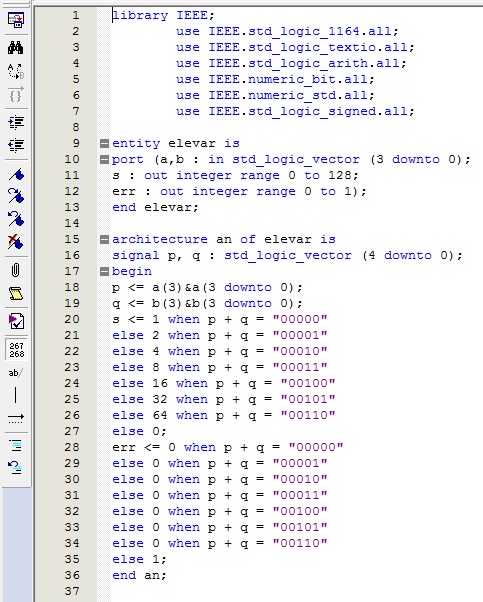 1 library IEEE;
2 use IEEE.std_logic_1164.all;
3 use IEEE.std_logic_textio.all;
4 use IEEE.std_logic_arith.all;
5 use IEEE.numeric_bit.all;
6 use IEEE.numeric_std.all;
7 use IEEE.std_logic_signed.all;
8
9 entity elevar is
10 port (a,b : in std_logic_vector (3 downto 0);
11 s : out integer range 0 to 128;
12 err : out integer range 0 to 1);
13 end elevar;
14
15 architecture an of elevar is
16 signal p, q : std_logic_vector (4 downto 0);
17 begin
18 p <= a(3)&a(3 downto 0);
19 q <= b(3)&b(3 downto 0);
20 s <= 1 when p + q = "00000"
21 else 2 when p + q = "00001"
22 else 4 when p + q = "00010"
23 else 8 when p + q = "00011"
24 else 16 when p + q = "00100"
25 else 32 when p + q = "00101"
26 else 64 when p + q = "00110"
27 else 0;
28 err <= 0 when p + q = "00000"
29 else 0 when p + q = "00001"
30 else 0 when p + q = "00010"
31 else 0 when p + q = "00011"
32 else 0 when p + q = "00100"
33 else 0 when p + q = "00101"
34 else 0 when p + q = "00110"
35 else 1;
36 end an;
37
267
268
ab/